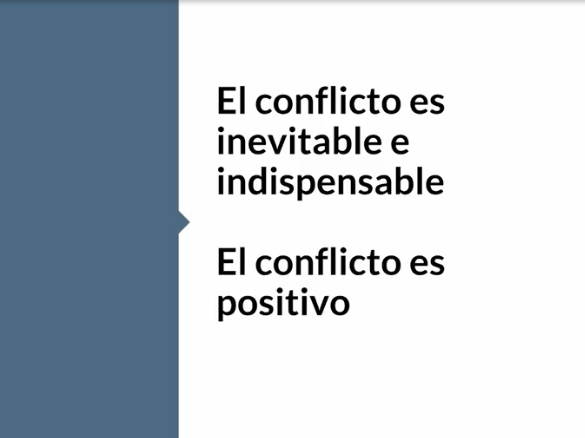 El conflicto es
inevitable e
indispensable
El conflicto es
positivo